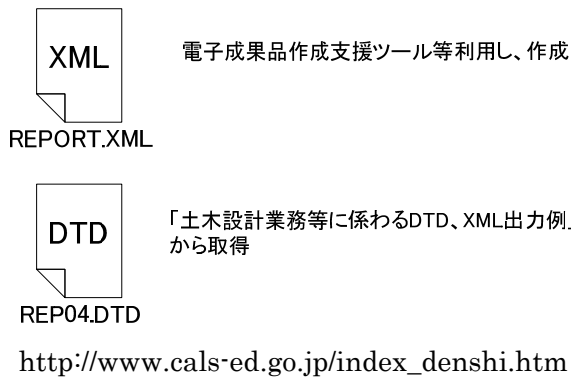 XML
電子成果品作成支援ツール等利用し、作成
REPORT.XML
DTD
「土木設計業務等に係わるDTD、XML出力例」
から取得
REP04.DTD
http://www.cals-ed.go.jp/index_denshi.htm